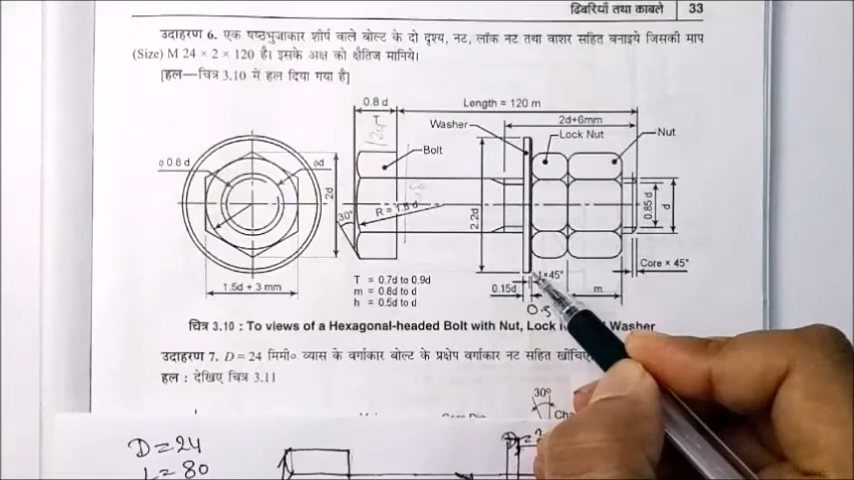 डिबरियाँ तथा काबले 33
उदाहरण 6. एक षष्ठभुजाकार शीर्ष वाले बोल्ट के दो दृश्य, नट, लॉक नट तथा वाशर सहित बनाइये जिसकी माप
(Size) M 24 × 2 × 120 है। इसके अक्ष को क्षैतिज मानिये।
[हल—चित्र 3.10 में हल दिया गया है]
0.8 d
Length = 120 m
2d+6mm
Washer
Lock Nut
Nut
Bolt
0.8 d
2d
30°
R = 1.5 d
2.2d
0.85 d
d
1.5d + 3 mm
T = 0.7d to 0.9d
m = 0.8d to d
h = 0.5d to d
0.15d
×45°
m
Core × 45°
चित्र 3.10 : To views of a Hexagonal-headed Bolt with Nut, Lock Washer
उदाहरण 7. D = 24 मिमी० व्यास के वर्गाकार बोल्ट के प्रक्षेप वर्गाकार नट सहित खींचिए
हल : देखिए चित्र 3.11
30°
D=24
L=80